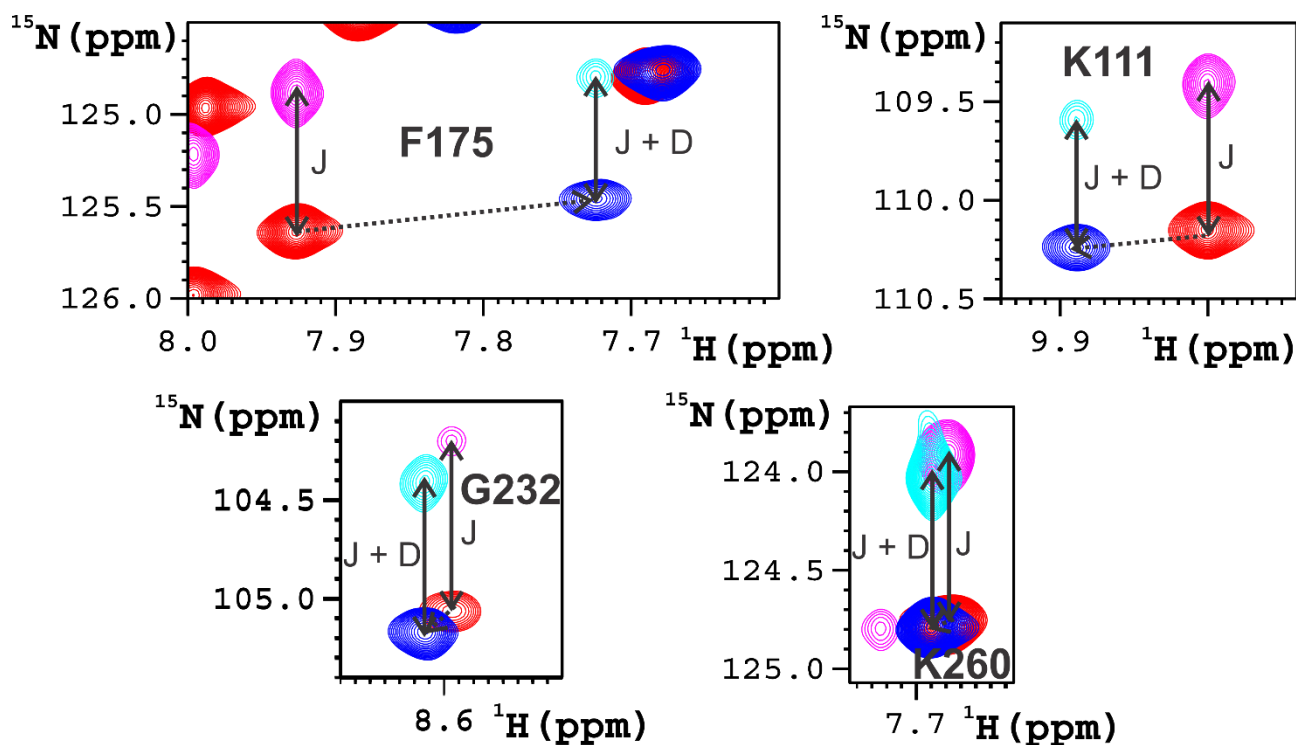 15N(ppm)
125.0
125.5
126.0
8.0 7.9 7.8 7.7 1H(ppm)
F175
J
J + D
15N(ppm)
109.5
110.0
110.5
9.9 1H(ppm)
K111
J + D
J
15N(ppm)
104.5
105.0
8.6 1H(ppm)
G232
J + D
J
15N(ppm)
124.0
124.5
125.0
7.7 1H(ppm)
J + D
J
K260